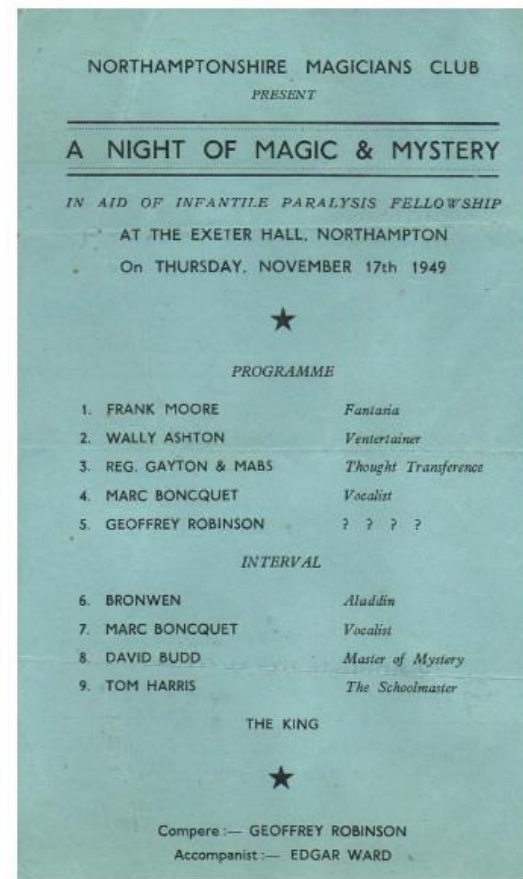 NORTHAMPTONSHIRE MAGICIANS CLUB
PRESENT
A NIGHT OF MAGIC & MYSTERY
IN AID OF INFANTILE PARALYSIS FELLOWSHIP
AT THE EXETER HALL, NORTHAMPTON
On THURSDAY, NOVEMBER 17th 1949
PROGRAMME
1. FRANK MOORE Fantasia
2. WALLY ASHTON Ventertainer
3. REG. GAYTON & MABS Thought Transference
4. MARC BONCQUET Vocalist
5. GEOFFREY ROBINSON ? ? ? ?
INTERVAL
6. BRONWEN Aladdin
7. MARC BONCQUET Vocalist
8. DAVID BUDD Master of Mystery
9. TOM HARRIS The Schoolmaster
THE KING
Compere :— GEOFFREY ROBINSON
Accompanist :— EDGAR WARD